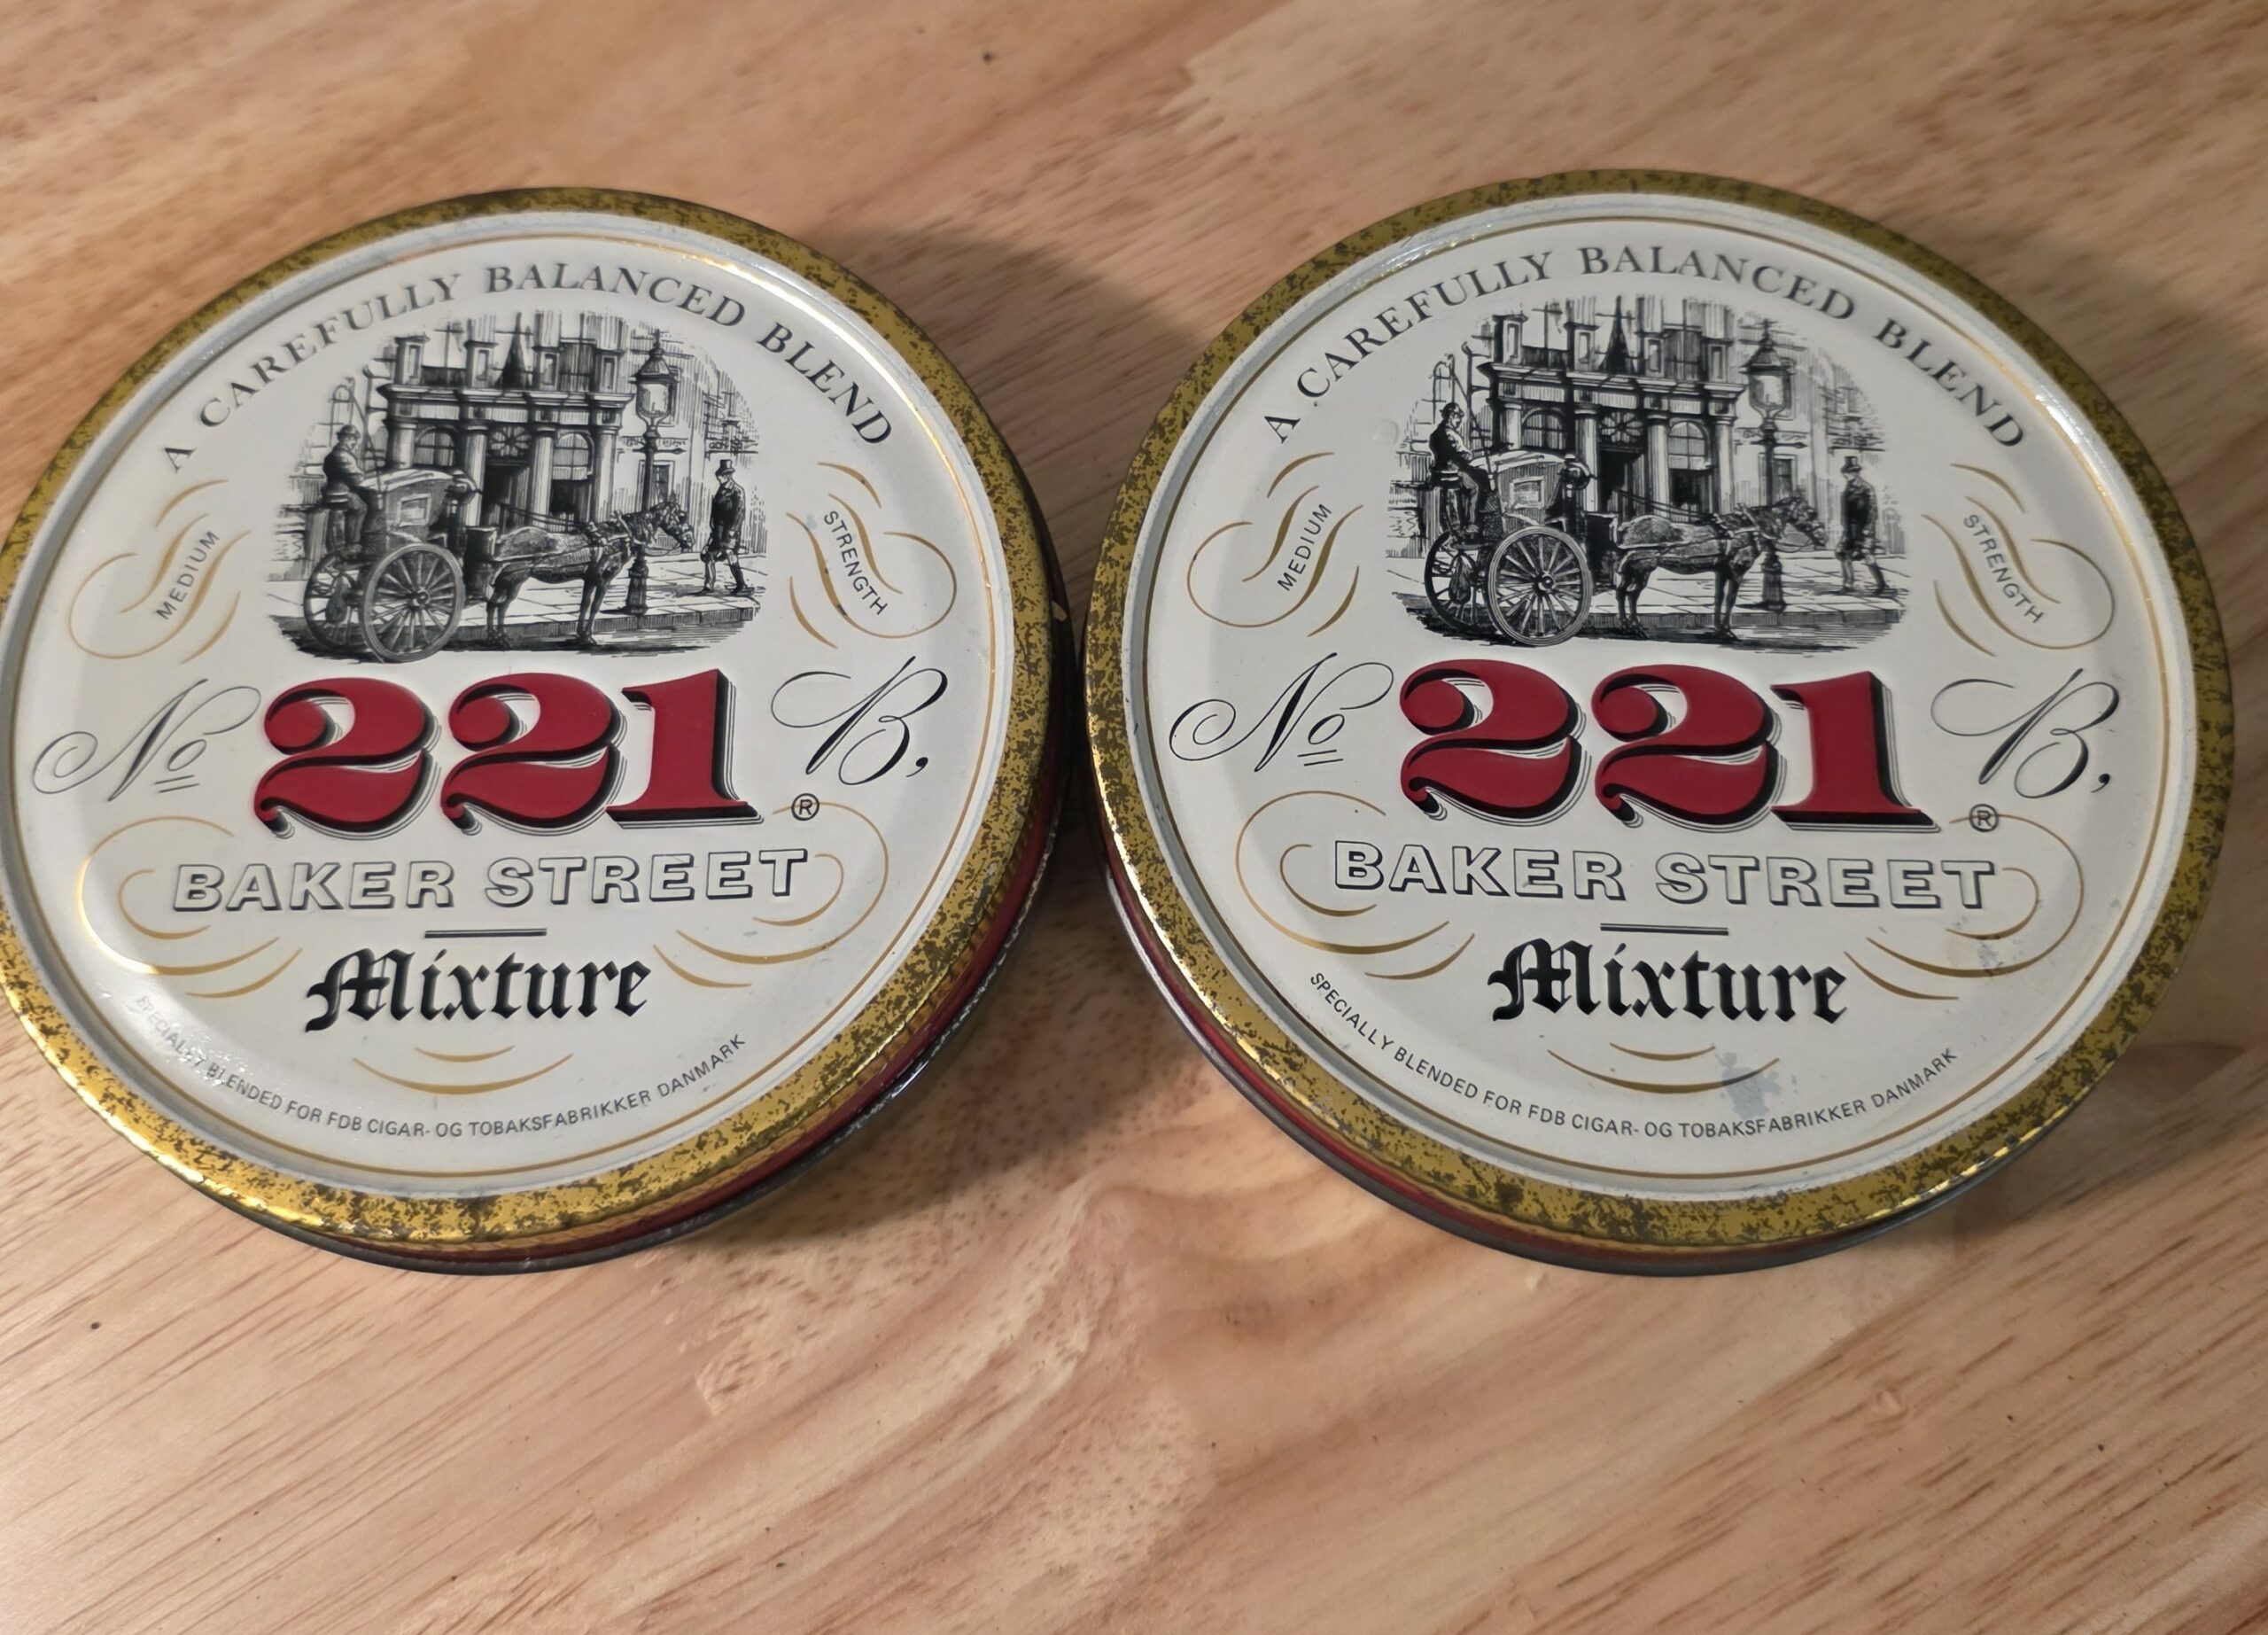 A CAREFULLY BALANCED BLEND
MEDIUM STRENGTH
No 221 B,
®
BAKER STREET
Mixture
SPECIALLY BLENDED FOR FDB CIGAR- OG TOBAKSFABRIKKER DANMARK
A CAREFULLY BALANCED BLEND
MEDIUM STRENGTH
No 221 B,
®
BAKER STREET
Mixture
SPECIALLY BLENDED FOR FDB CIGAR- OG TOBAKSFABRIKKER DANMARK